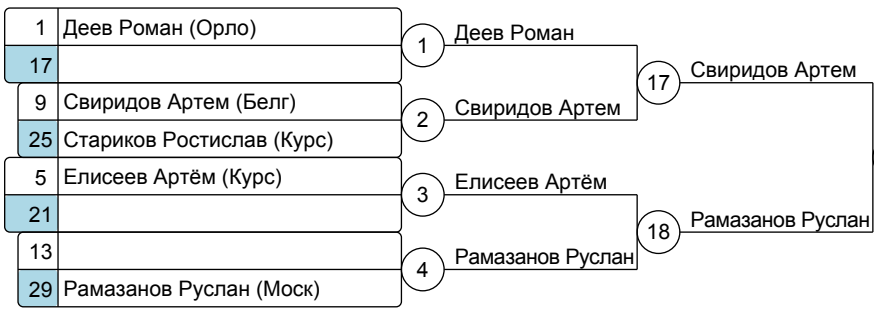 1 Деев Роман (Орло)
17
1 Деев Роман
9 Свиридов Артем (Белг)
25 Стариков Ростислав (Курс)
2 Свиридов Артем
17 Свиридов Артем
5 Елисеев Артём (Курс)
21
3 Елисеев Артём
13
29 Рамазанов Руслан (Моск)
4 Рамазанов Руслан
18 Рамазанов Руслан